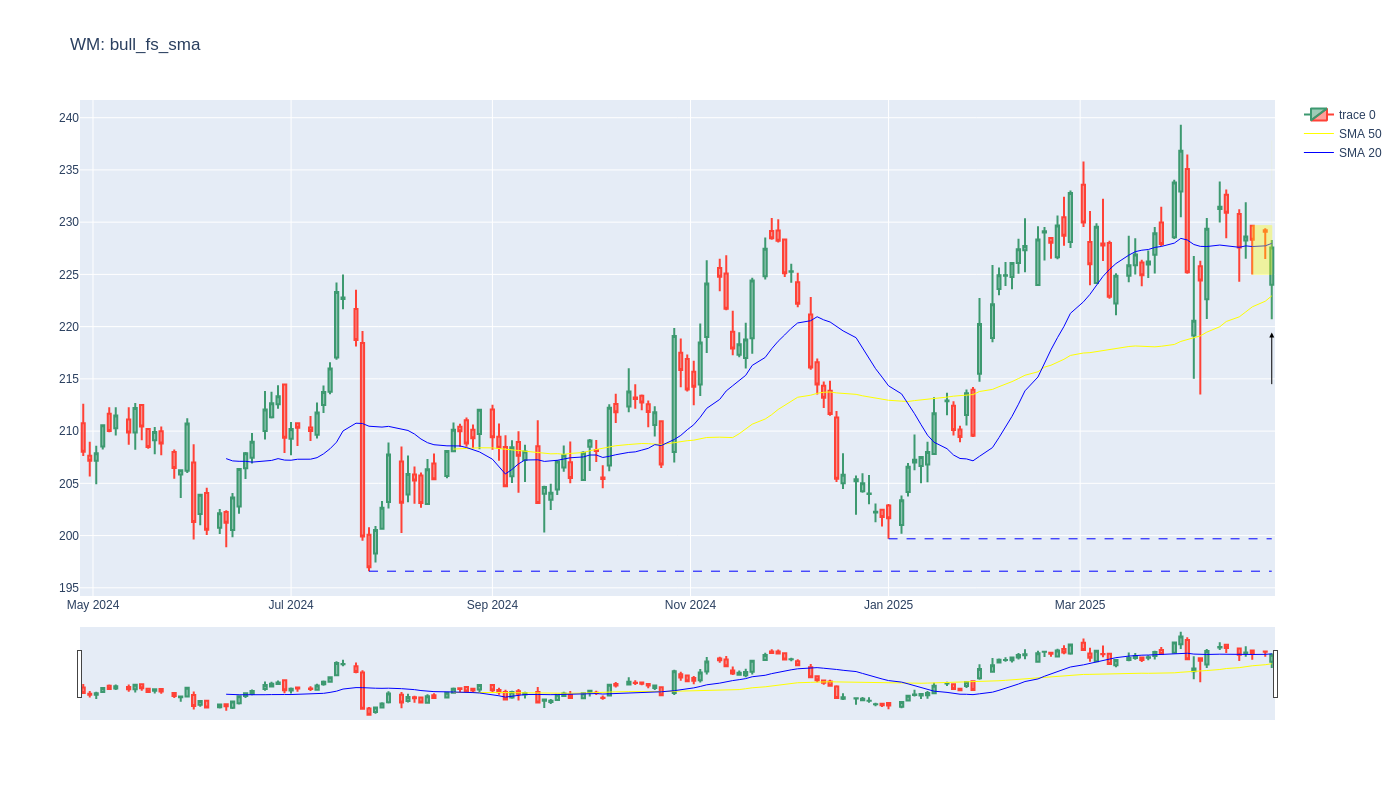 WM: bull_fs_sma
trace 0
SMA 50
SMA 20
240
235
230
225
220
215
210
205
200
195
May 2024
Jul 2024
Sep 2024
Nov 2024
Jan 2025
Mar 2025